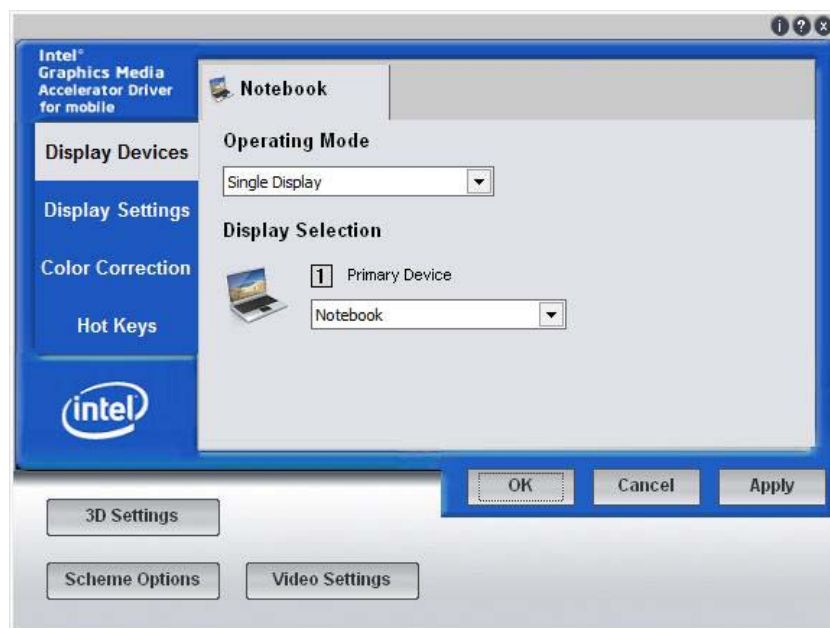 Intel®
Graphics Media
Accelerator Driver
for mobile
Notebook
Display Devices
Display Settings
Color Correction
Hot Keys
intel
Operating Mode
Single Display
Display Selection
1 Primary Device
Notebook
OK Cancel Apply
3D Settings
Scheme Options Video Settings